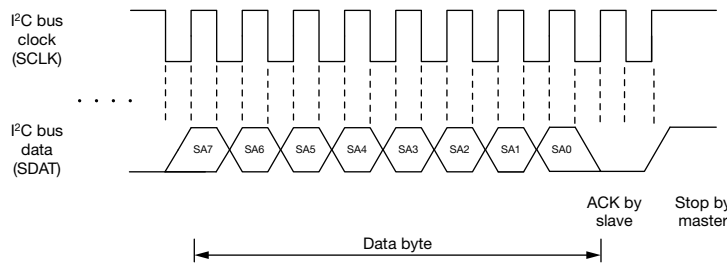 I²C bus
clock
(SCLK)
. . . .
I²C bus
data
(SDAT)
SA7 SA6 SA5 SA4 SA3 SA2 SA1 SA0
ACK by
slave
Stop by
master
Data byte